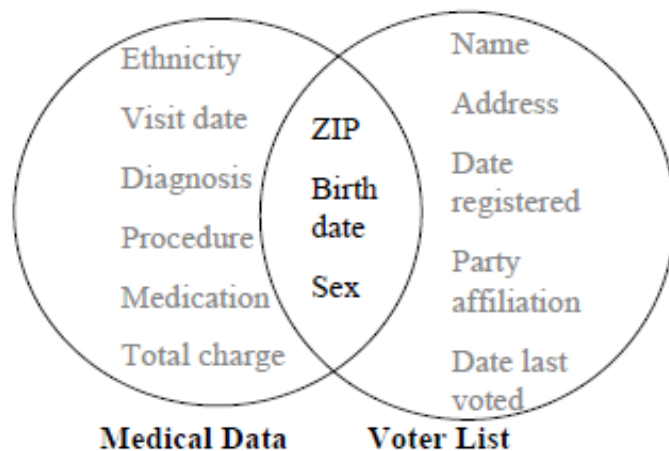 Ethnicity
Visit date
Diagnosis
Procedure
Medication
Total charge
ZIP
Birth
date
Sex
Name
Address
Date
registered
Party
affiliation
Date last
voted
Medical Data
Voter List